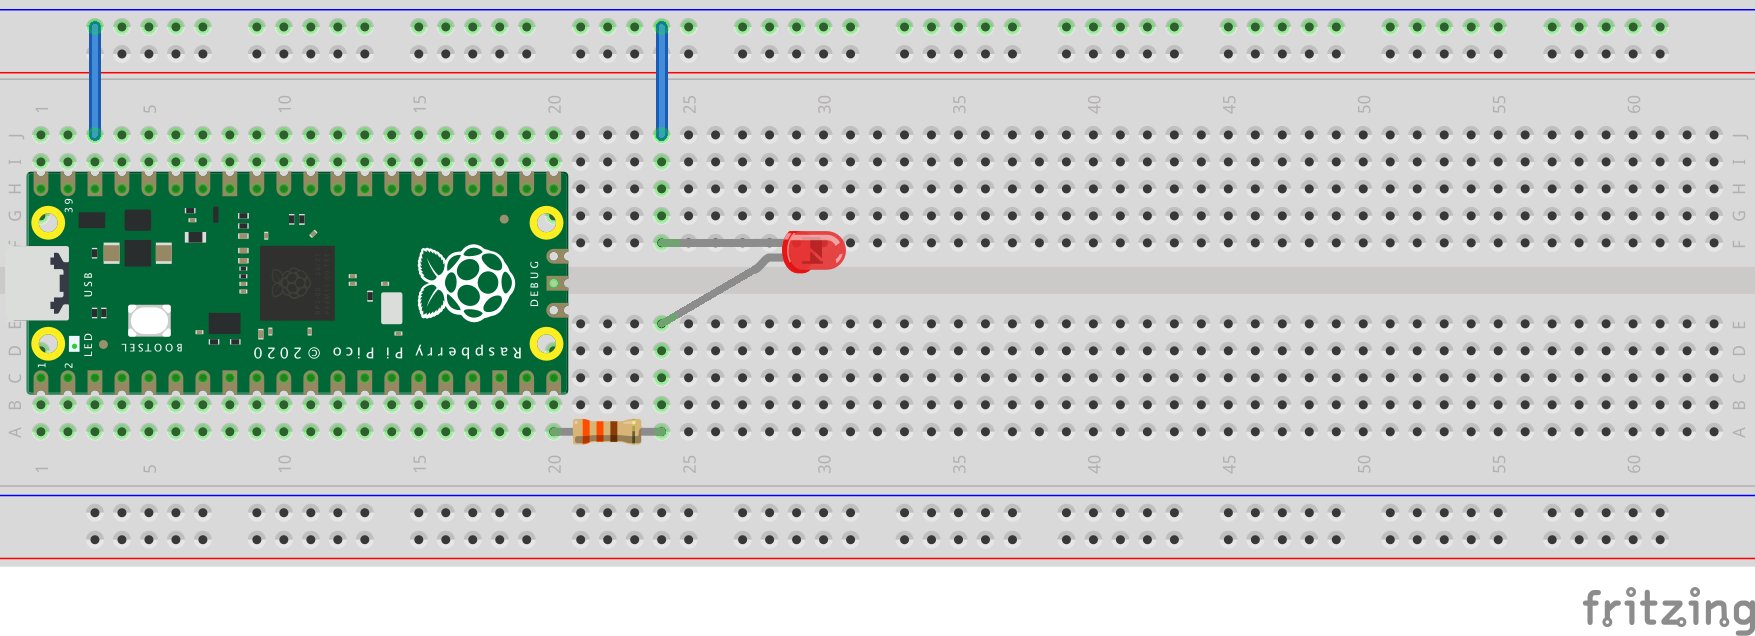 1 5 10 15 20 25 30 35 40 45 50 55 60
J J
I I
H H
39
G G
F F
USB
DEBUG
E E
LED
BOOTSEL
D D
Raspberry Pi Pico © 2020
1
2
C C
B B
A A
1 5 10 15 20 25 30 35 40 45 50 55 60
fritzing